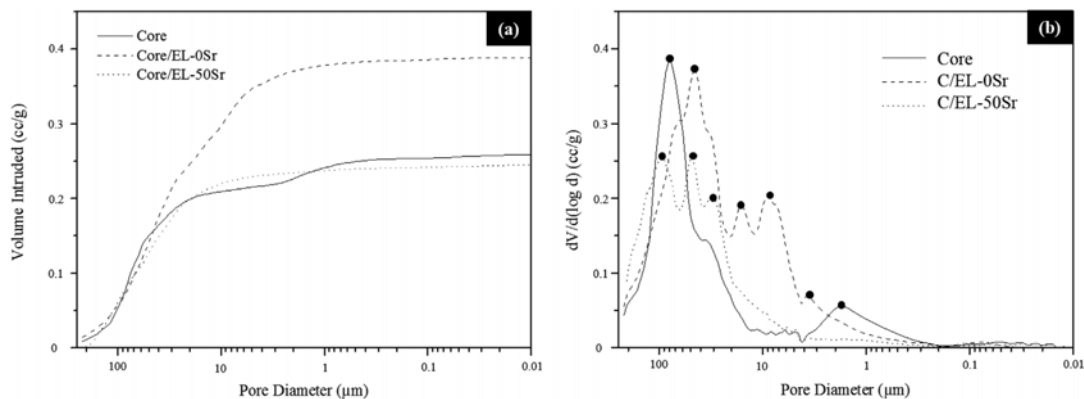 (a)
Core
Core/EL-0Sr
Core/EL-50Sr
0.4
0.3
0.2
0.1
0
Volume Intruded (cc/g)
100
10
1
0.1
0.01
Pore Diameter (µm)
(b)
Core
C/EL-0Sr
C/EL-50Sr
0.4
0.3
0.2
0.1
0
dV/d(log d) (cc/g)
100
10
1
0.1
0.01
Pore Diameter (µm)